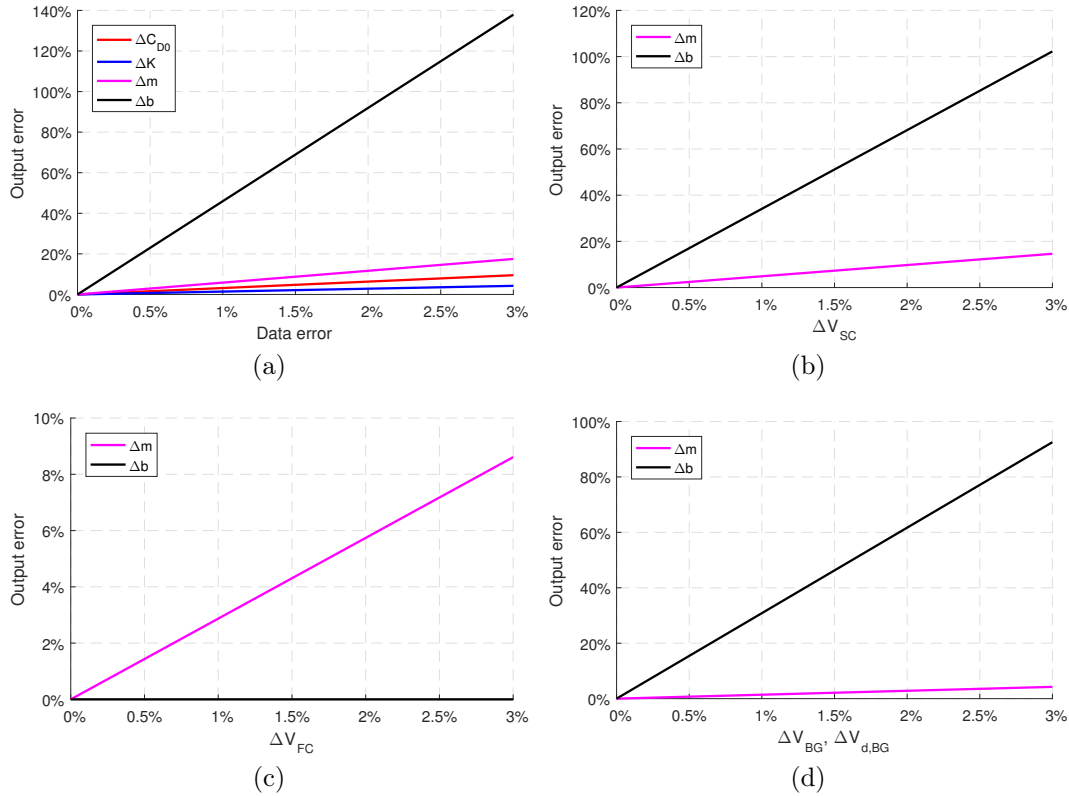 140%
120%
100%
80%
60%
40%
20%
0%
Output error
ΔC_D0
ΔK
Δm
Δb
0% 0.5% 1% 1.5% 2% 2.5% 3%
Data error
(a)
120%
100%
80%
60%
40%
20%
0%
Output error
Δm
Δb
0% 0.5% 1% 1.5% 2% 2.5% 3%
ΔV_SC
(b)
10%
8%
6%
4%
2%
0%
Output error
Δm
Δb
0% 0.5% 1% 1.5% 2% 2.5% 3%
ΔV_FC
(c)
100%
80%
60%
40%
20%
0%
Output error
Δm
Δb
0% 0.5% 1% 1.5% 2% 2.5% 3%
ΔV_BG, ΔV_d,BG
(d)